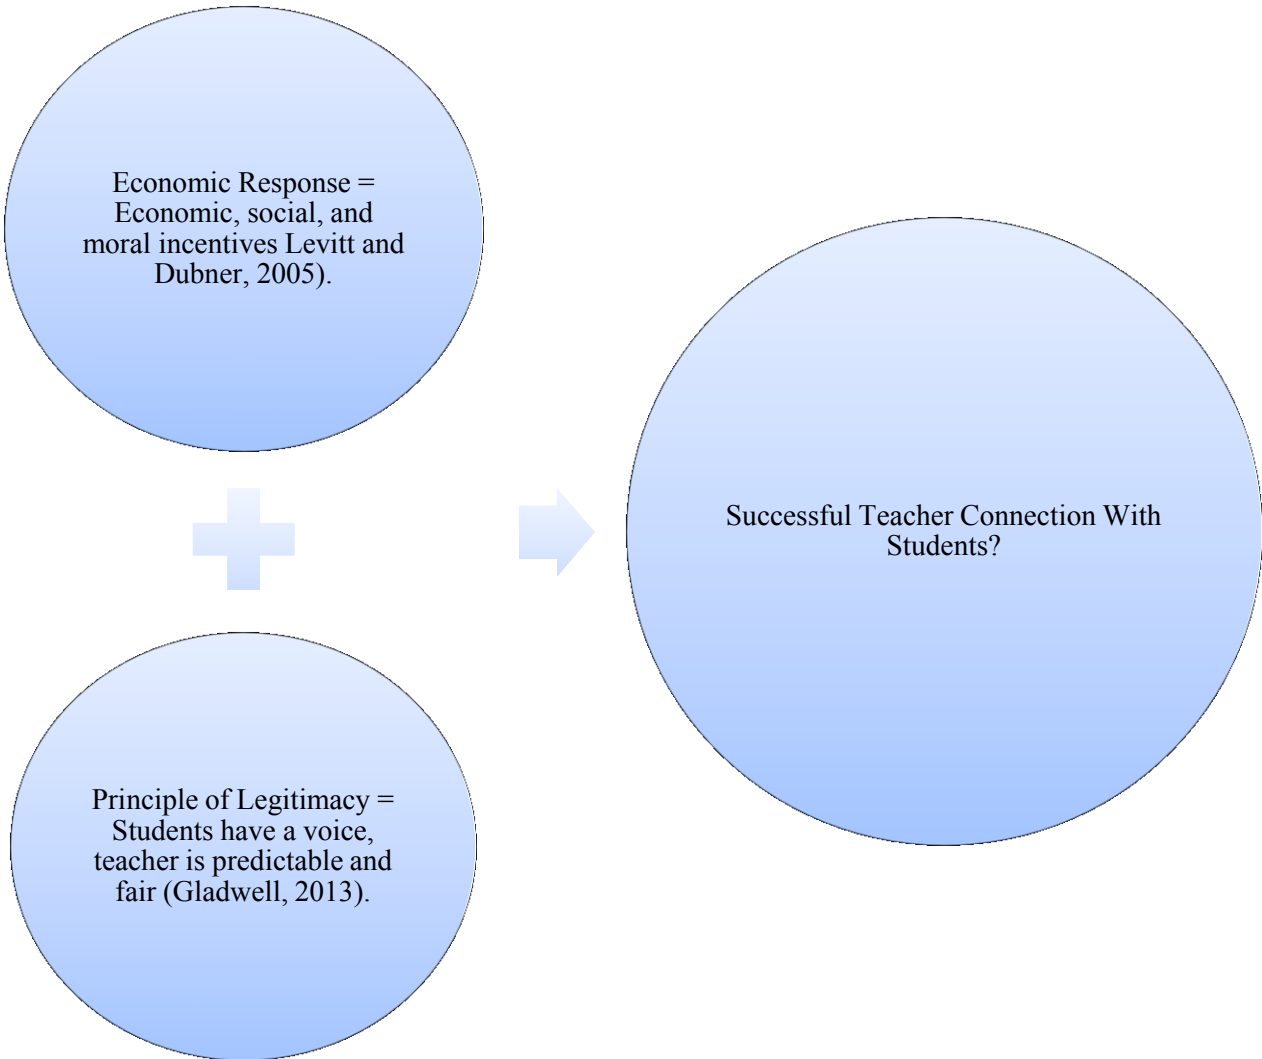 Economic Response =
Economic, social, and
moral incentives Levitt and
Dubner, 2005).
Principle of Legitimacy =
Students have a voice,
teacher is predictable and
fair (Gladwell, 2013).
Successful Teacher Connection With
Students?